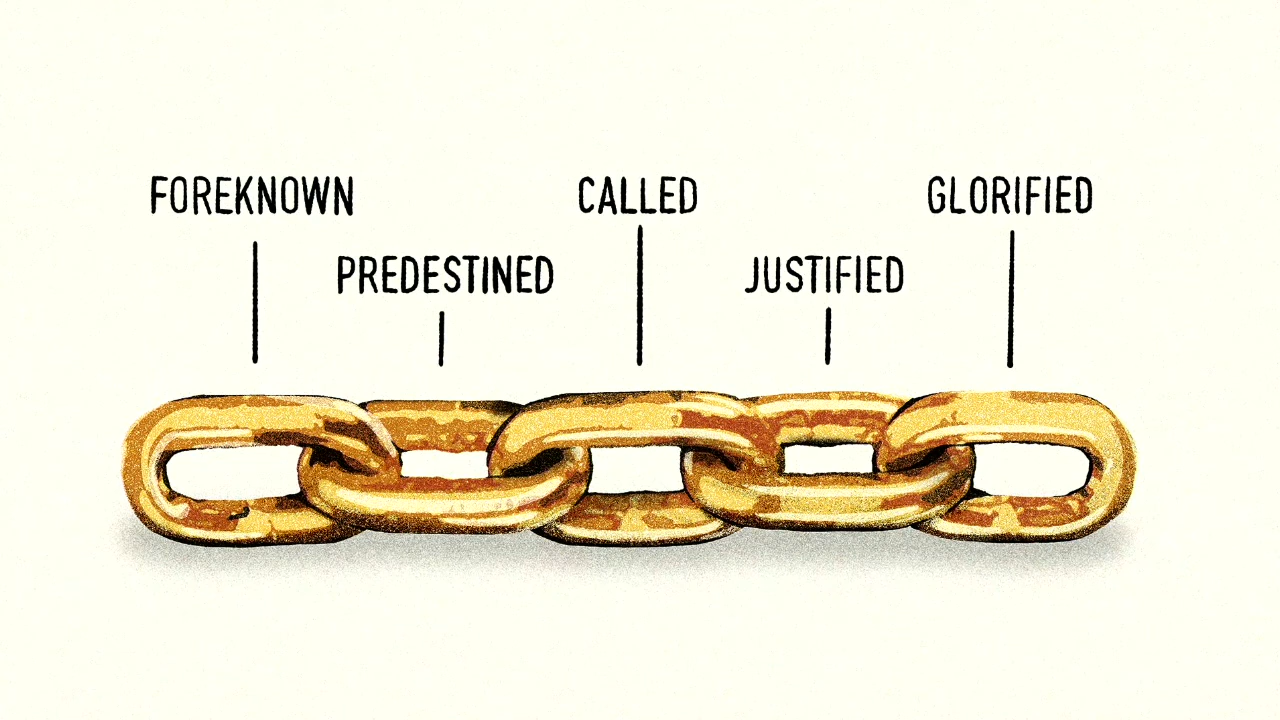 FOREKNOWN
PREDESTINED
CALLED
JUSTIFIED
GLORIFIED